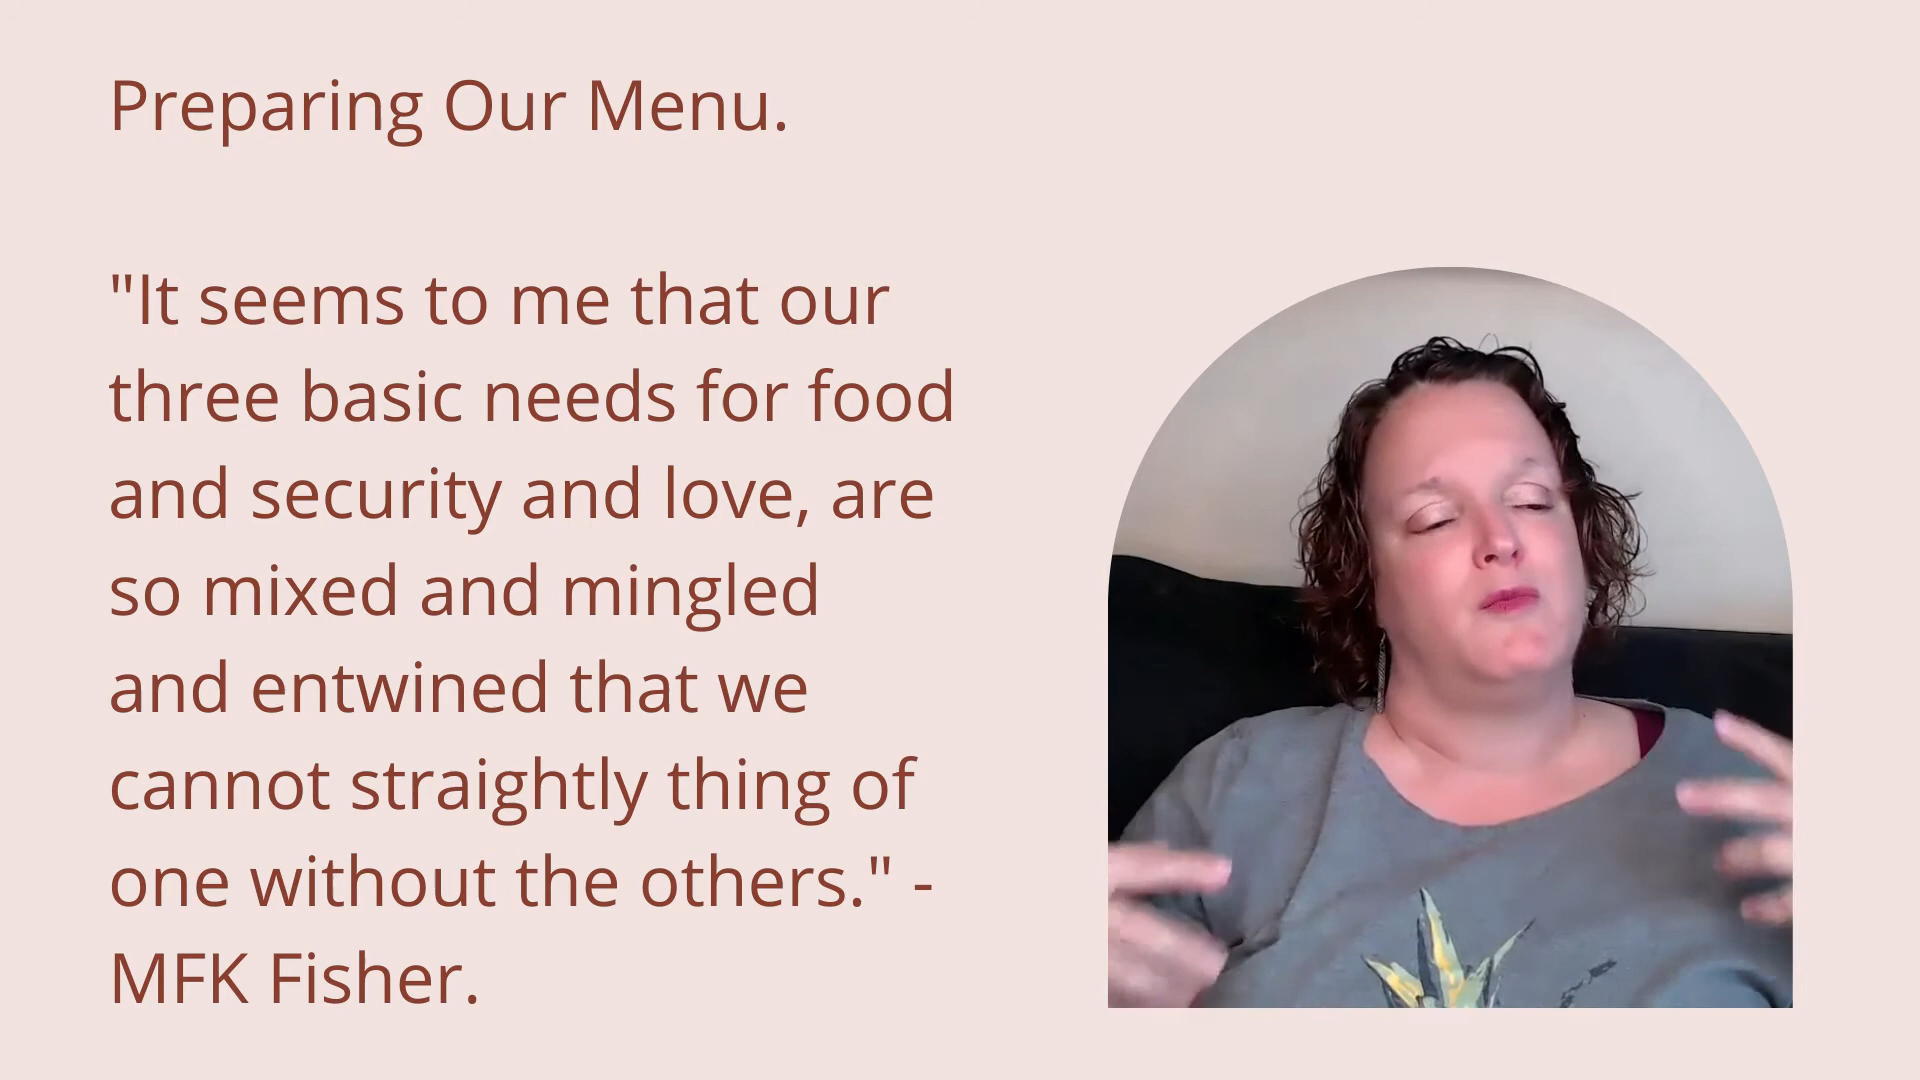 Preparing Our Menu.
"It seems to me that our
three basic needs for food
and security and love, are
so mixed and mingled
and entwined that we
cannot straightly thing of
one without the others." -
MFK Fisher.